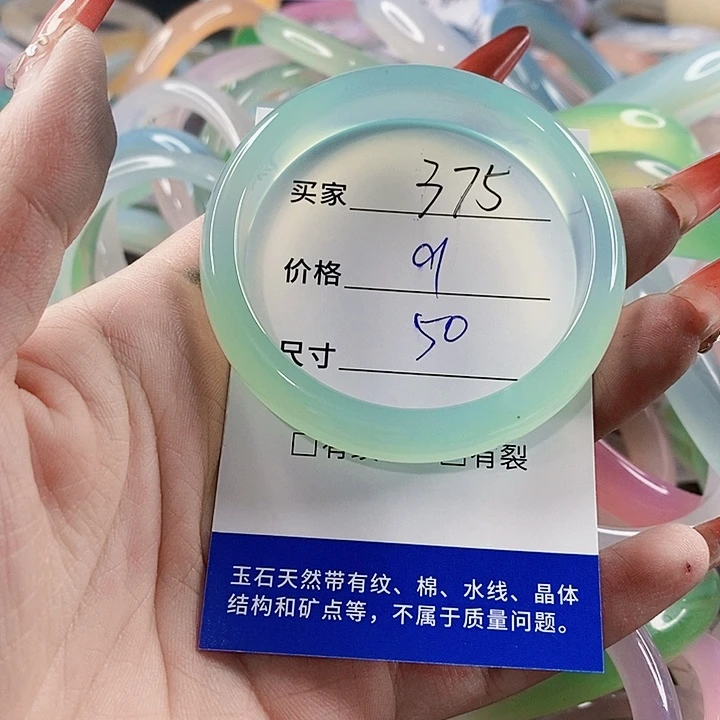 买家 375
价格 91
尺寸 50
□有 □有裂
玉石天然带有纹、棉、水线、晶体
结构和矿点等，不属于质量问题。